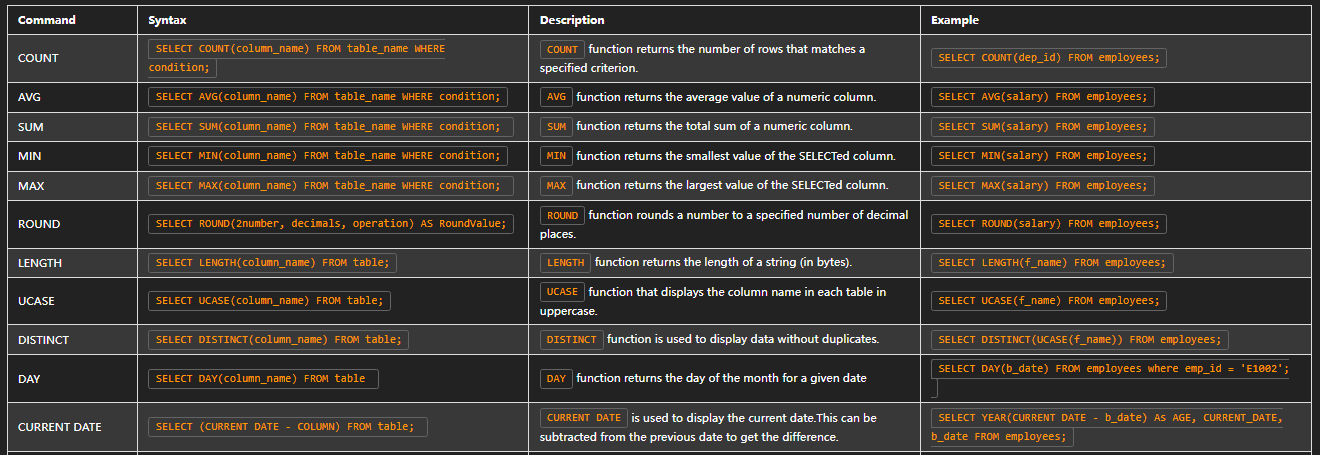 Command Syntax Description Example
COUNT SELECT COUNT(column_name) FROM table_name WHERE condition; COUNT function returns the number of rows that matches a specified criterion. SELECT COUNT(dep_id) FROM employees;
AVG SELECT AVG(column_name) FROM table_name WHERE condition; AVG function returns the average value of a numeric column. SELECT AVG(salary) FROM employees;
SUM SELECT SUM(column_name) FROM table_name WHERE condition; SUM function returns the total sum of a numeric column. SELECT SUM(salary) FROM employees;
MIN SELECT MIN(column_name) FROM table_name WHERE condition; MIN function returns the smallest value of the SELECTed column. SELECT MIN(salary) FROM employees;
MAX SELECT MAX(column_name) FROM table_name WHERE condition; MAX function returns the largest value of the SELECTed column. SELECT MAX(salary) FROM employees;
ROUND SELECT ROUND(2number, decimals, operation) AS RoundValue; ROUND function rounds a number to a specified number of decimal places. SELECT ROUND(salary) FROM employees;
LENGTH SELECT LENGTH(column_name) FROM table; LENGTH function returns the length of a string (in bytes). SELECT LENGTH(f_name) FROM employees;
UCASE SELECT UCASE(column_name) FROM table; UCASE function that displays the column name in each table in uppercase. SELECT UCASE(f_name) FROM employees;
DISTINCT SELECT DISTINCT(column_name) FROM table; DISTINCT function is used to display data without duplicates. SELECT DISTINCT(UCASE(f_name)) FROM employees;
DAY SELECT DAY(column_name) FROM table DAY function returns the day of the month for a given date SELECT DAY(b_date) FROM employees where emp_id = 'E1002';
CURRENT DATE SELECT (CURRENT DATE - COLUMN) FROM table; CURRENT DATE is used to display the current date.This can be subtracted from the previous date to get the difference. SELECT YEAR(CURRENT DATE - b_date) As AGE, CURRENT_DATE, b_date FROM employees;